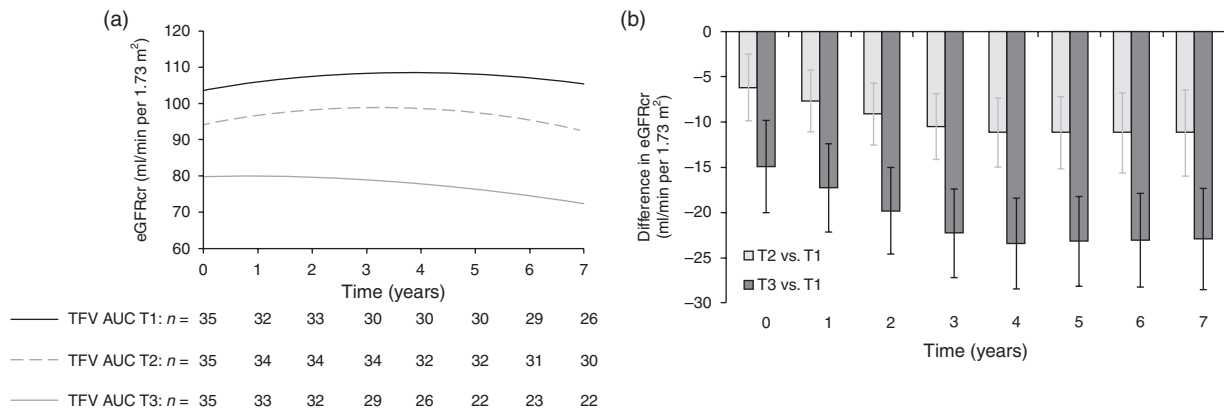 (a)
eGFRcr (ml/min per 1.73 m²)
120
110
100
90
80
70
60
0 1 2 3 4 5 6 7
Time (years)
TFV AUC T1: n = 35 32 33 30 30 30 29 26
TFV AUC T2: n = 35 34 34 34 32 32 31 30
TFV AUC T3: n = 35 33 32 29 26 22 23 22
(b)
Difference in eGFRcr
(ml/min per 1.73 m²)
–0
–5
–10
–15
–20
–25
–30
T2 vs. T1
T3 vs. T1
0 1 2 3 4 5 6 7
Time (years)